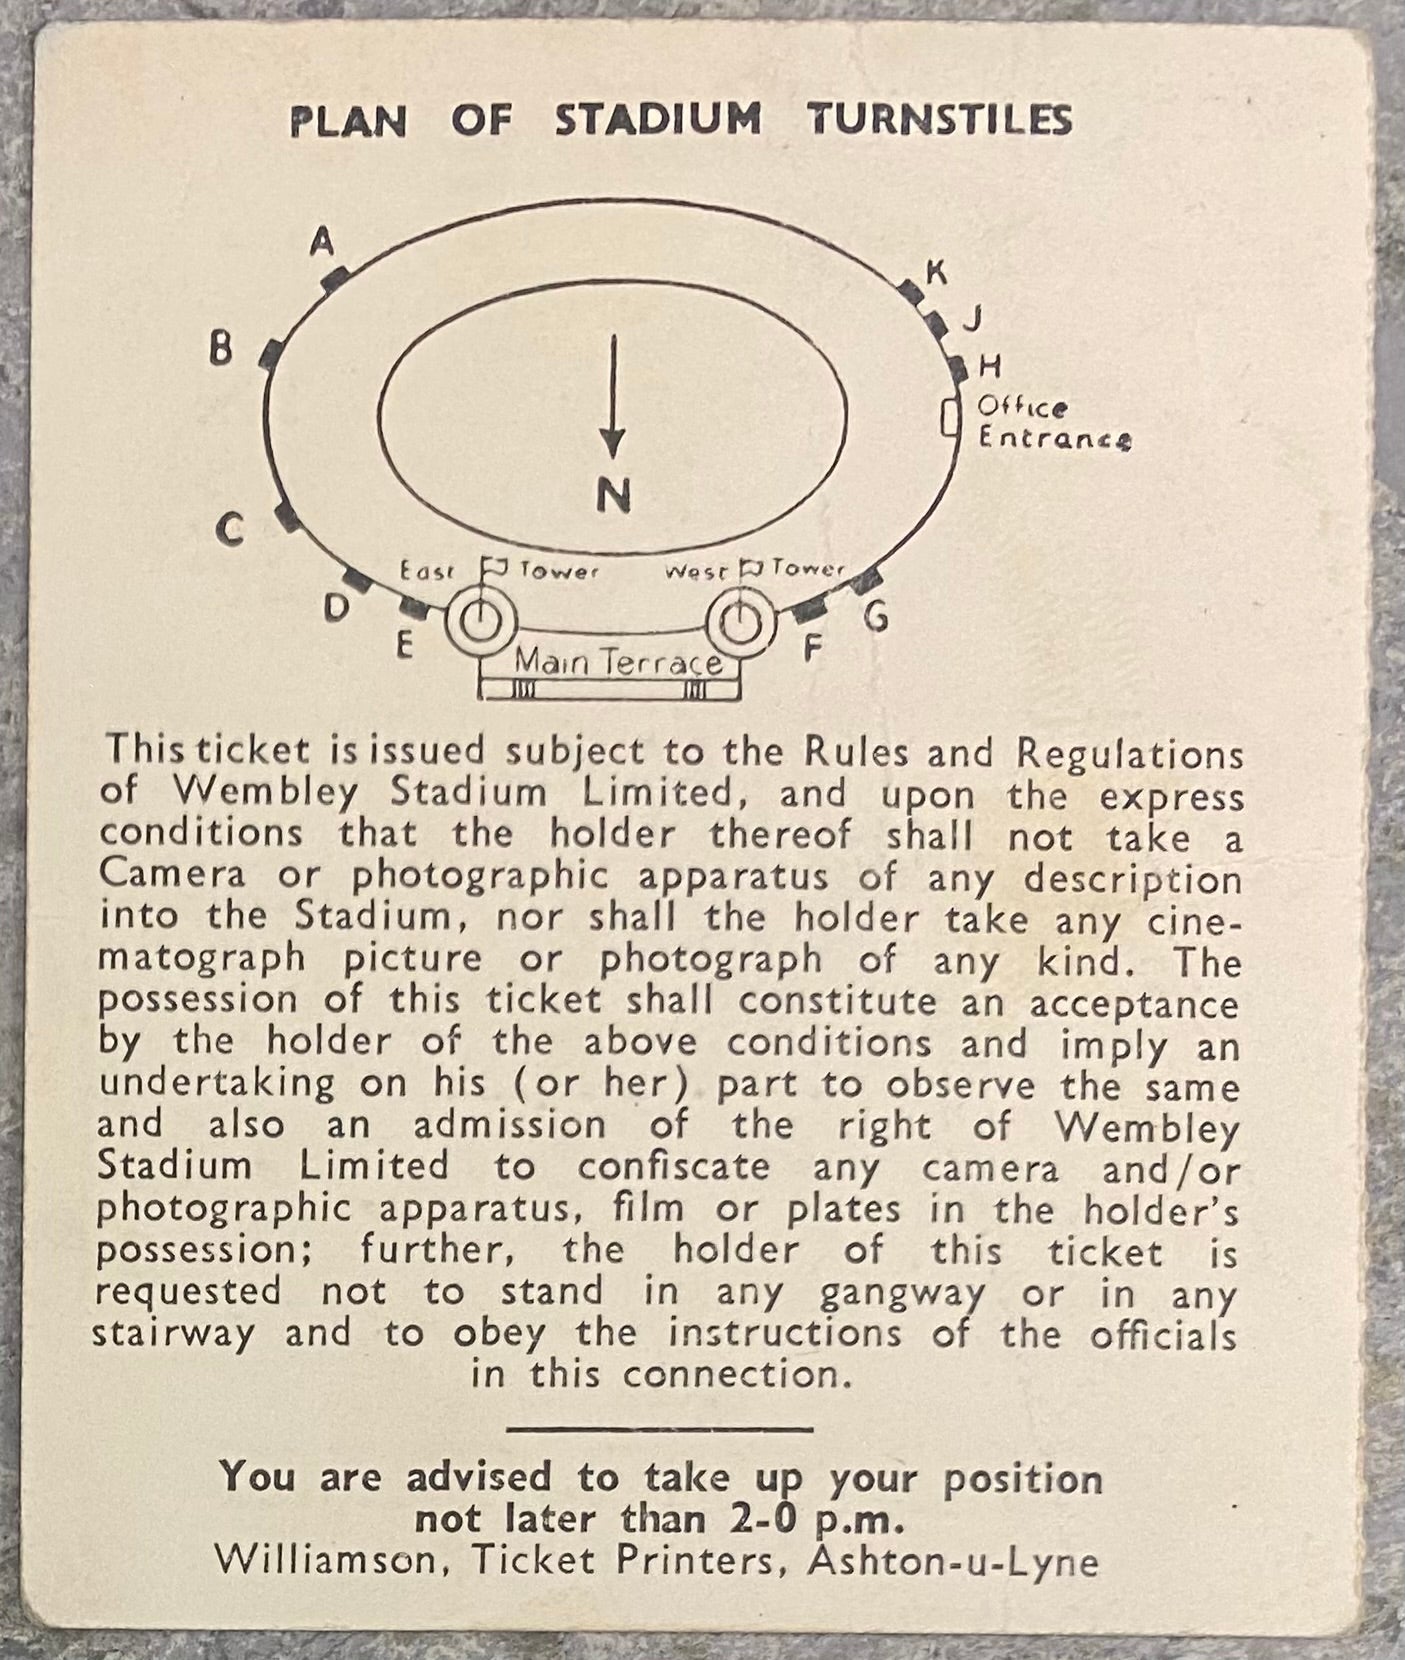 PLAN OF STADIUM TURNSTILES
A
K
J
B
H
Office
Entrance
N
C
East Tower
West Tower
D
E
F
G
Main Terrace
This ticket is issued subject to the Rules and Regulations
of Wembley Stadium Limited, and upon the express
conditions that the holder thereof shall not take a
Camera or photographic apparatus of any description
into the Stadium, nor shall the holder take any cine-
matograph picture or photograph of any kind. The
possession of this ticket shall constitute an acceptance
by the holder of the above conditions and imply an
undertaking on his (or her) part to observe the same
and also an admission of the right of Wembley
Stadium Limited to confiscate any camera and/or
photographic apparatus, film or plates in the holder's
possession; further, the holder of this ticket is
requested not to stand in any gangway or in any
stairway and to obey the instructions of the officials
in this connection.
You are advised to take up your position
not later than 2-0 p.m.
Williamson, Ticket Printers, Ashton-u-Lyne